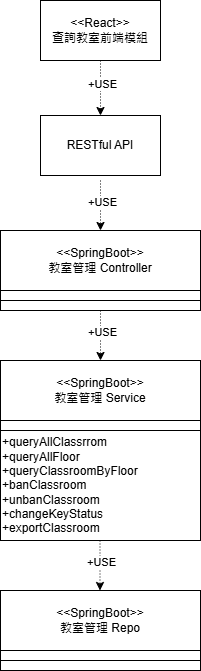 <<React>>
查詢教室前端模組
+USE
RESTful API
+USE
<<SpringBoot>>
教室管理 Controller
+USE
<<SpringBoot>>
教室管理 Service
+queryAllClassrrom
+queryAllFloor
+queryClassroomByFloor
+banClassroom
+unbanClassroom
+changeKeyStatus
+exportClassroom
+USE
<<SpringBoot>>
教室管理 Repo